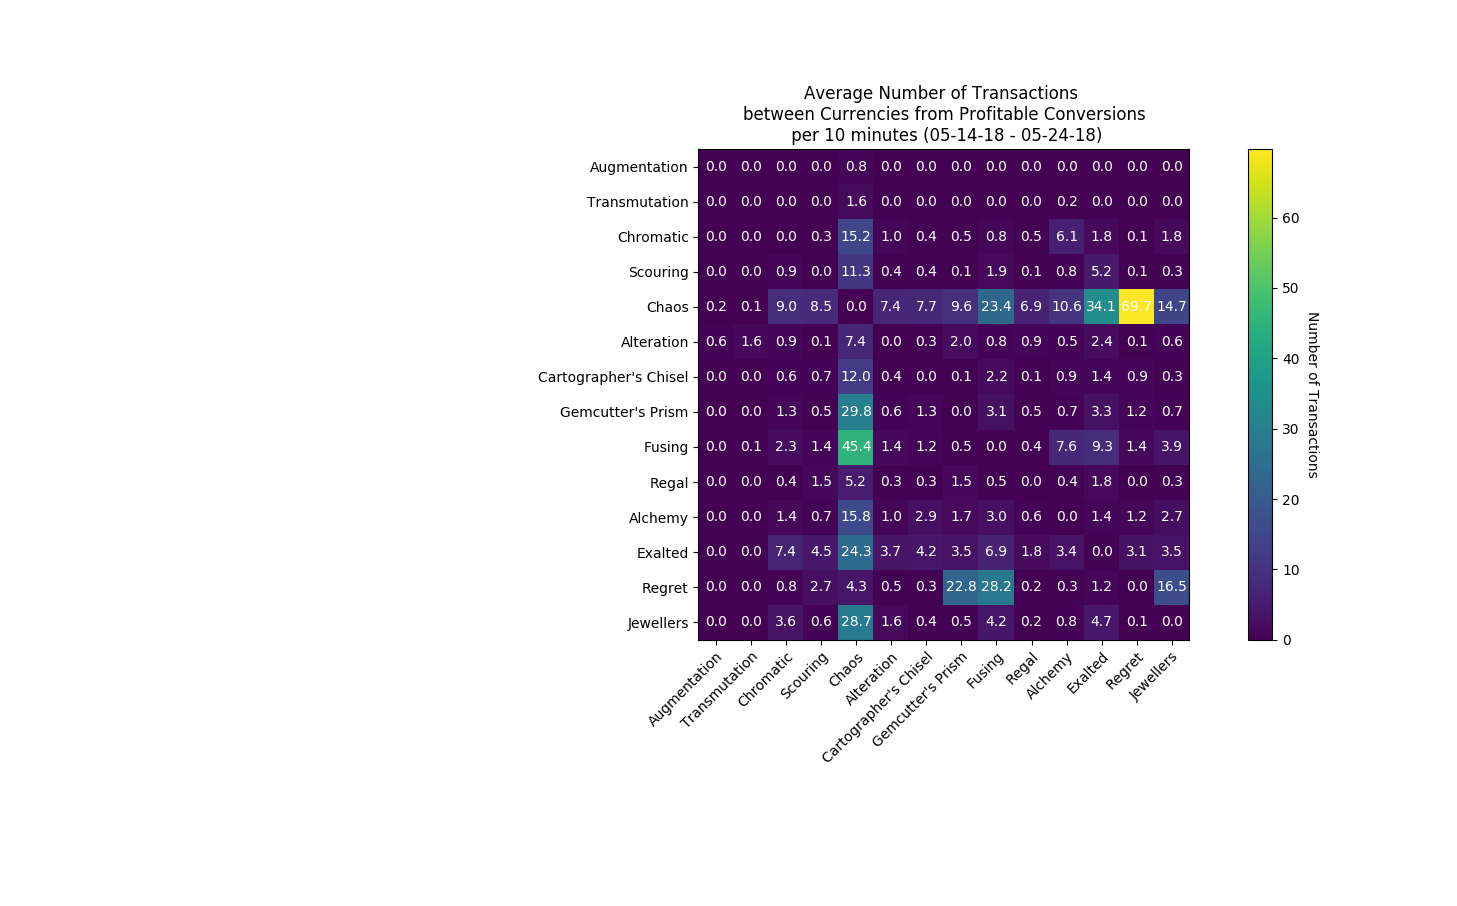 Average Number of Transactions
between Currencies from Profitable Conversions
per 10 minutes (05-14-18 - 05-24-18)
Augmentation 0.0 0.0 0.0 0.0 0.8 0.0 0.0 0.0 0.0 0.0 0.0 0.0 0.0 0.0
Transmutation 0.0 0.0 0.0 0.0 1.6 0.0 0.0 0.0 0.0 0.0 0.2 0.0 0.0 0.0
Chromatic 0.0 0.0 0.0 0.3 15.2 1.0 0.4 0.5 0.8 0.5 6.1 1.8 0.1 1.8
Scouring 0.0 0.0 0.9 0.0 11.3 0.4 0.4 0.1 1.9 0.1 0.8 5.2 0.1 0.3
Chaos 0.2 0.1 9.0 8.5 0.0 7.4 7.7 9.6 23.4 6.9 10.6 34.1 69.7 14.7
Alteration 0.6 1.6 0.9 0.1 7.4 0.0 0.3 2.0 0.8 0.9 0.5 2.4 0.1 0.6
Cartographer's Chisel 0.0 0.0 0.6 0.7 12.0 0.4 0.0 0.1 2.2 0.1 0.9 1.4 0.9 0.3
Gemcutter's Prism 0.0 0.0 1.3 0.5 29.8 0.6 1.3 0.0 3.1 0.5 0.7 3.3 1.2 0.7
Fusing 0.0 0.1 2.3 1.4 45.4 1.4 1.2 0.5 0.0 0.4 7.6 9.3 1.4 3.9
Regal 0.0 0.0 0.4 1.5 5.2 0.3 0.3 1.5 0.5 0.0 0.4 1.8 0.0 0.3
Alchemy 0.0 0.0 1.4 0.7 15.8 1.0 2.9 1.7 3.0 0.6 0.0 1.4 1.2 2.7
Exalted 0.0 0.0 7.4 4.5 24.3 3.7 4.2 3.5 6.9 1.8 3.4 0.0 3.1 3.5
Regret 0.0 0.0 0.8 2.7 4.3 0.5 0.3 22.8 28.2 0.2 0.3 1.2 0.0 16.5
Jewellers 0.0 0.0 3.6 0.6 28.7 1.6 0.4 0.5 4.2 0.2 0.8 4.7 0.1 0.0
Augmentation
Transmutation
Chromatic
Scouring
Chaos
Alteration
Cartographer's Chisel
Gemcutter's Prism
Fusing
Regal
Alchemy
Exalted
Regret
Jewellers
60
50
40
30
20
10
0
Number of Transactions